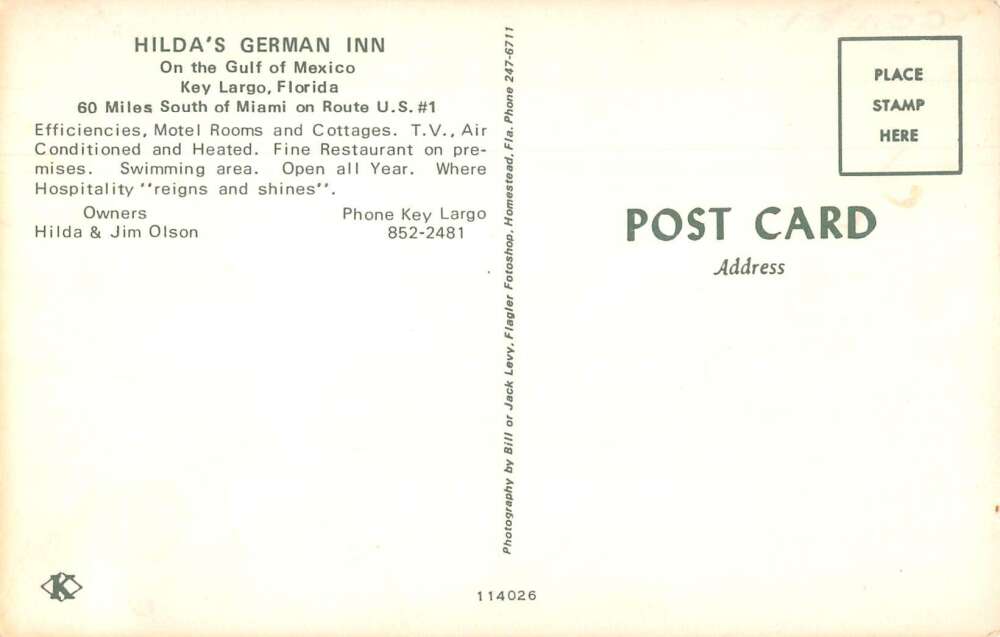 HILDA'S GERMAN INN
On the Gulf of Mexico
Key Largo, Florida
60 Miles South of Miami on Route U.S. #1
Efficiencies, Motel Rooms and Cottages. T.V., Air
Conditioned and Heated. Fine Restaurant on pre-
mises. Swimming area. Open all Year. Where
Hospitality "reigns and shines".
Owners
Hilda & Jim Olson
Phone Key Largo
852-2481
Photography by Bill or Jack Levy, Flagler Fotoshop, Homestead, Fla. Phone 247-6711
PLACE
STAMP
HERE
POST CARD
Address
K
114026